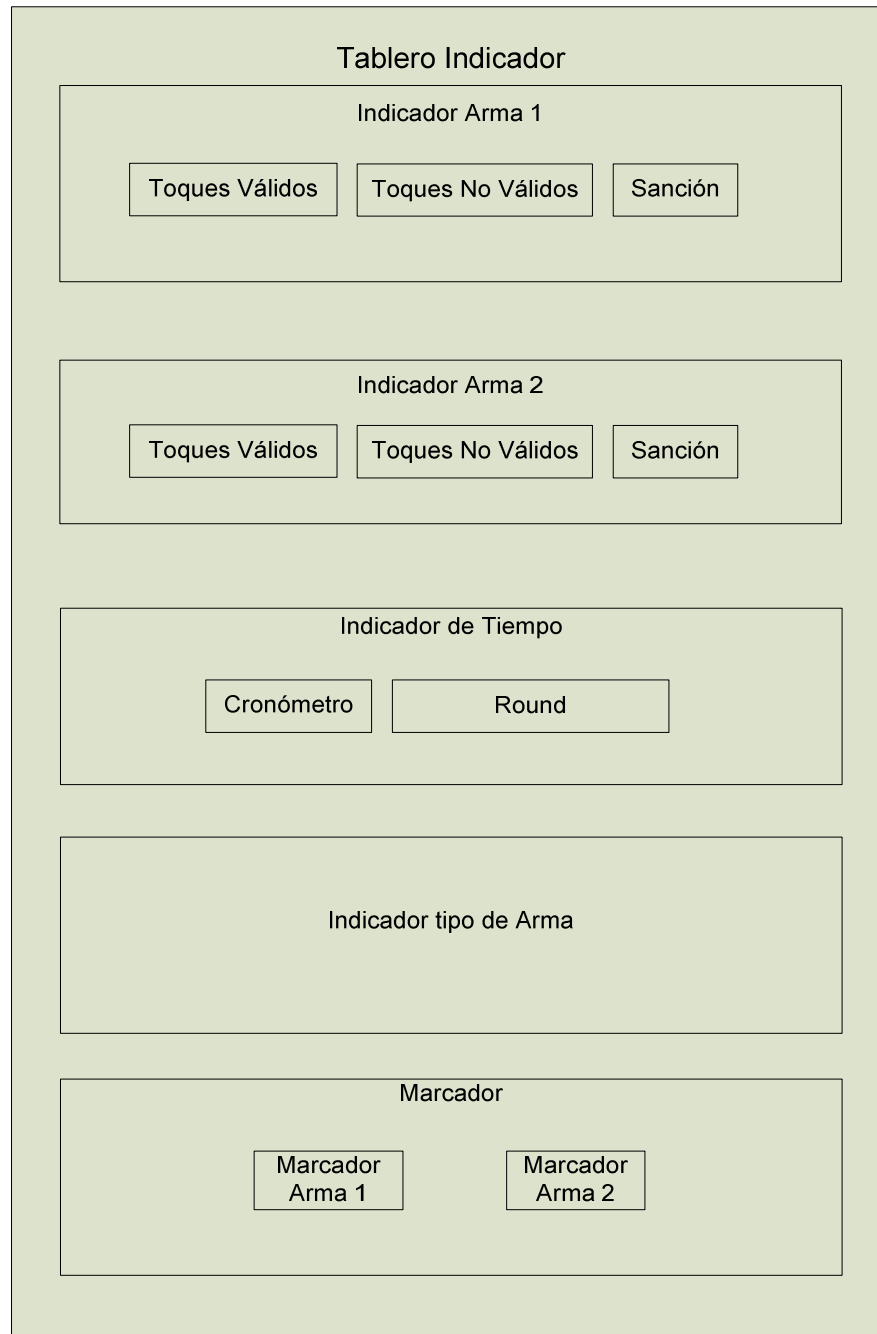 Tablero Indicador
Indicador Arma 1
Toques Válidos
Toques No Válidos
Sanción
Indicador Arma 2
Toques Válidos
Toques No Válidos
Sanción
Indicador de Tiempo
Cronómetro
Round
Indicador tipo de Arma
Marcador
Marcador
Arma 1
Marcador
Arma 2